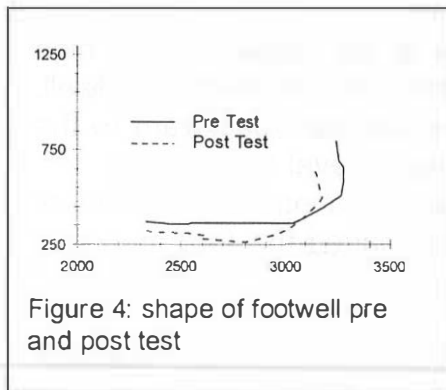 1250
Pre Test
Post Test
750
250
2000 2500 3000 3500
Figure 4: shape of footwell pre
and post test